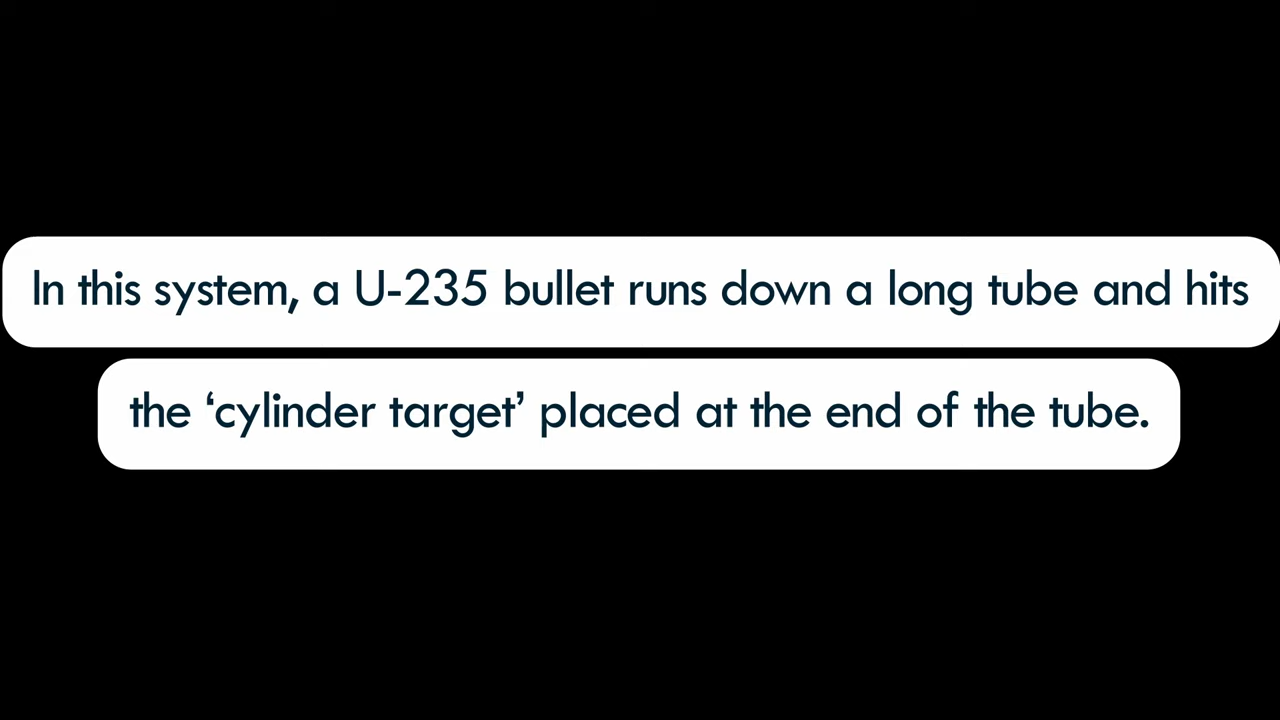 In this system, a U-235 bullet runs down a long tube and hits
the ‘cylinder target’ placed at the end of the tube.